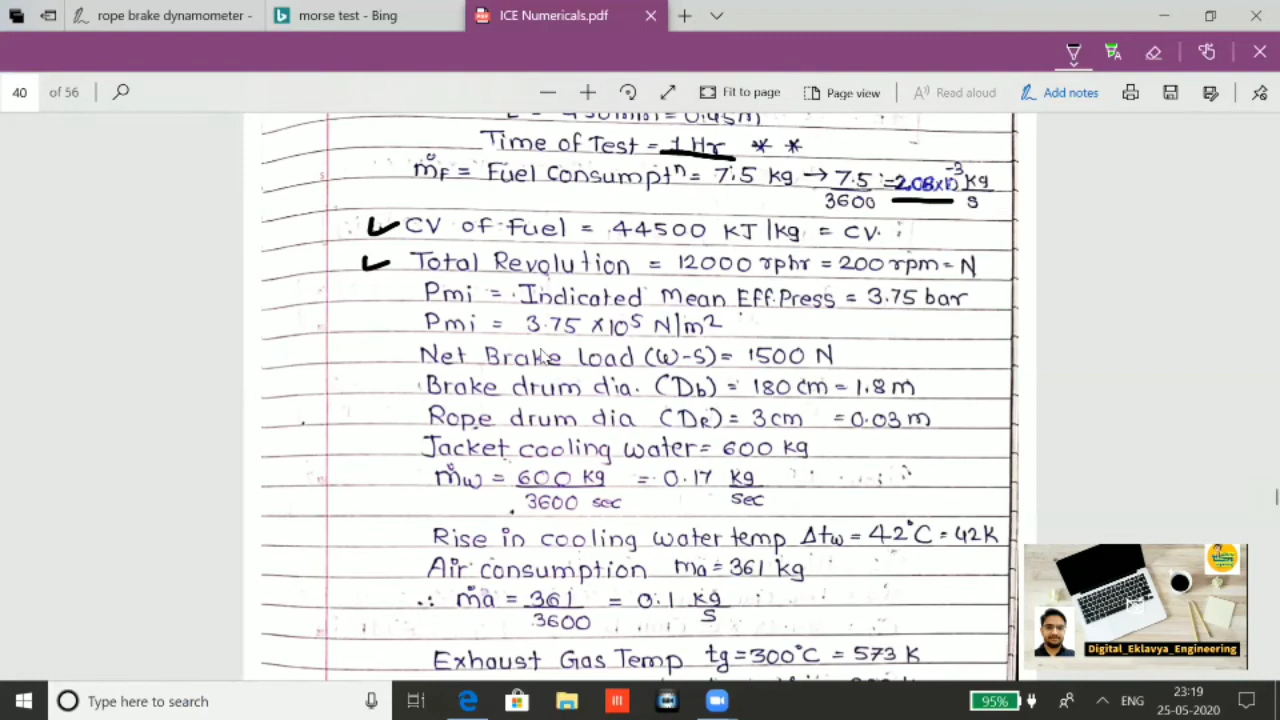 rope brake dynamometer -
morse test - Bing
ICE Numericals.pdf
40 of 56
Fit to page
Page view
Read aloud
Add notes
Time of Test = 1 Hr * *
ṁF = Fuel Consumptⁿ = 7.5 kg → 7.5/3600 = 2.08×10⁻³ kg/s
CV of Fuel = 44500 KJ/kg = CV
Total Revolution = 12000 rphr = 200 rpm = N
Pmi = Indicated Mean Eff.Press = 3.75 bar
Pmi = 3.75 ×10⁵ N/m²
Net Brake load (W-S) = 1500 N
Brake drum dia. (Db) = 180 cm = 1.8 m
Rope drum dia (DR) = 3 cm = 0.03 m
Jacket cooling water = 600 kg
ṁw = 600 kg/3600 sec = 0.17 kg/sec
Rise in cooling water temp Δtw = 42°C = 42K
Air consumption ma = 361 kg
∴ ṁa = 361/3600 = 0.1 kg/s
Exhaust Gas Temp tg = 300°C = 573 K
Digital_Eklavya_Engineering
Type here to search
95%
ENG
23:19
25-05-2020